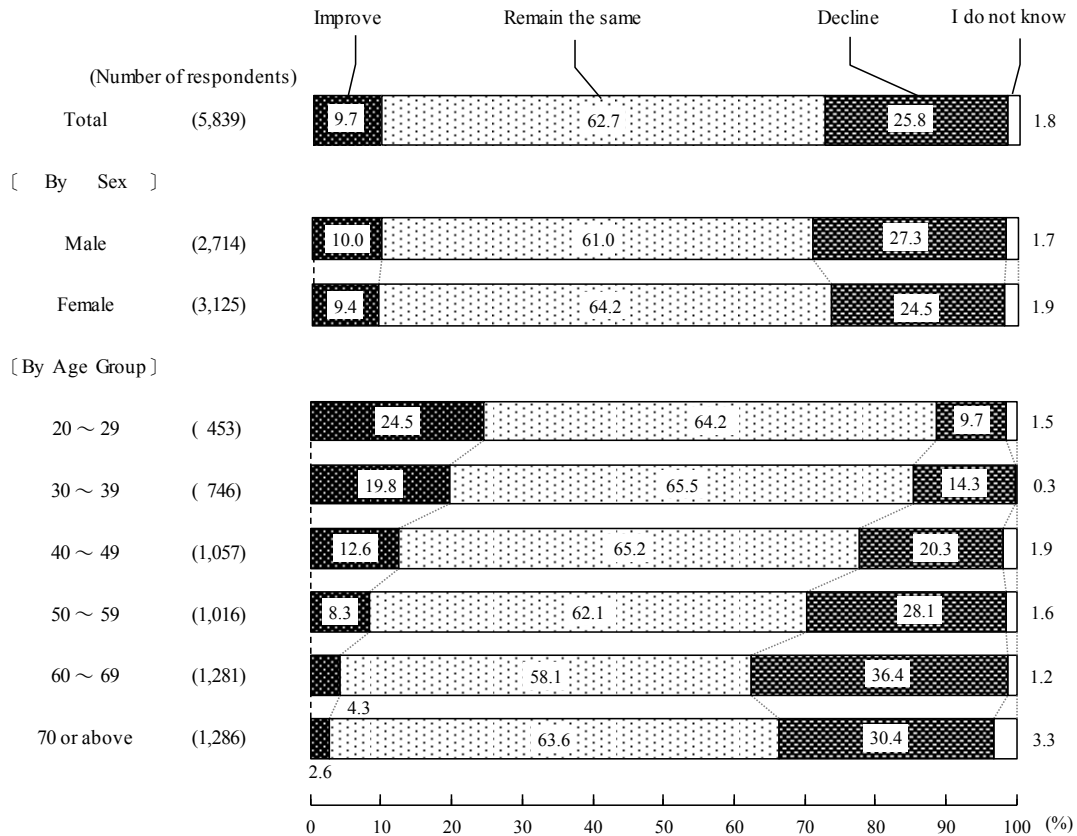 Improve Remain the same Decline I do not know
(Number of respondents)
Total (5,839) 9.7 62.7 25.8 1.8
〔 By Sex 〕
Male (2,714) 10.0 61.0 27.3 1.7
Female (3,125) 9.4 64.2 24.5 1.9
〔By Age Group〕
20～29 ( 453) 24.5 64.2 9.7 1.5
30～39 ( 746) 19.8 65.5 14.3 0.3
40～49 (1,057) 12.6 65.2 20.3 1.9
50～59 (1,016) 8.3 62.1 28.1 1.6
60～69 (1,281) 58.1 36.4 1.2
4.3
70 or above (1,286) 63.6 30.4 3.3
2.6
0 10 20 30 40 50 60 70 80 90 100 (%)